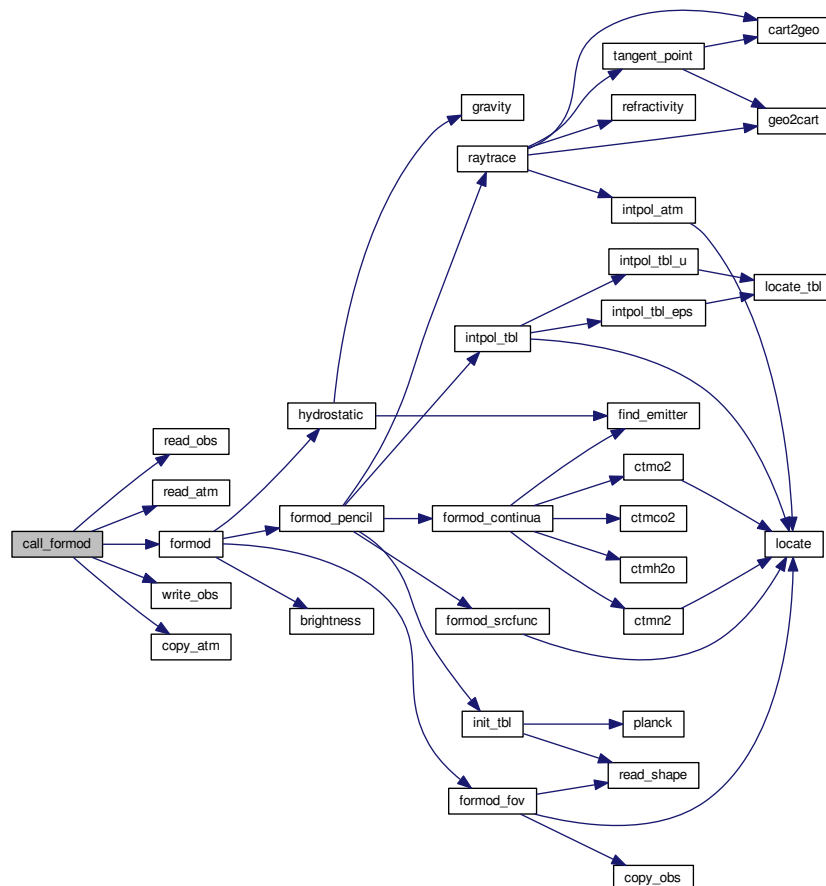 cart2geo
tangent_point
gravity
refractivity
geo2cart
raytrace
intpol_atm
intpol_tbl_u
locate_tbl
intpol_tbl_eps
intpol_tbl
hydrostatic
find_emitter
read_obs
ctmo2
read_atm
formod_pencil
formod_continua
ctmco2
call_formod
formod
locate
ctmh2o
write_obs
brightness
formod_srcfunc
ctmn2
copy_atm
init_tbl
planck
read_shape
formod_fov
copy_obs